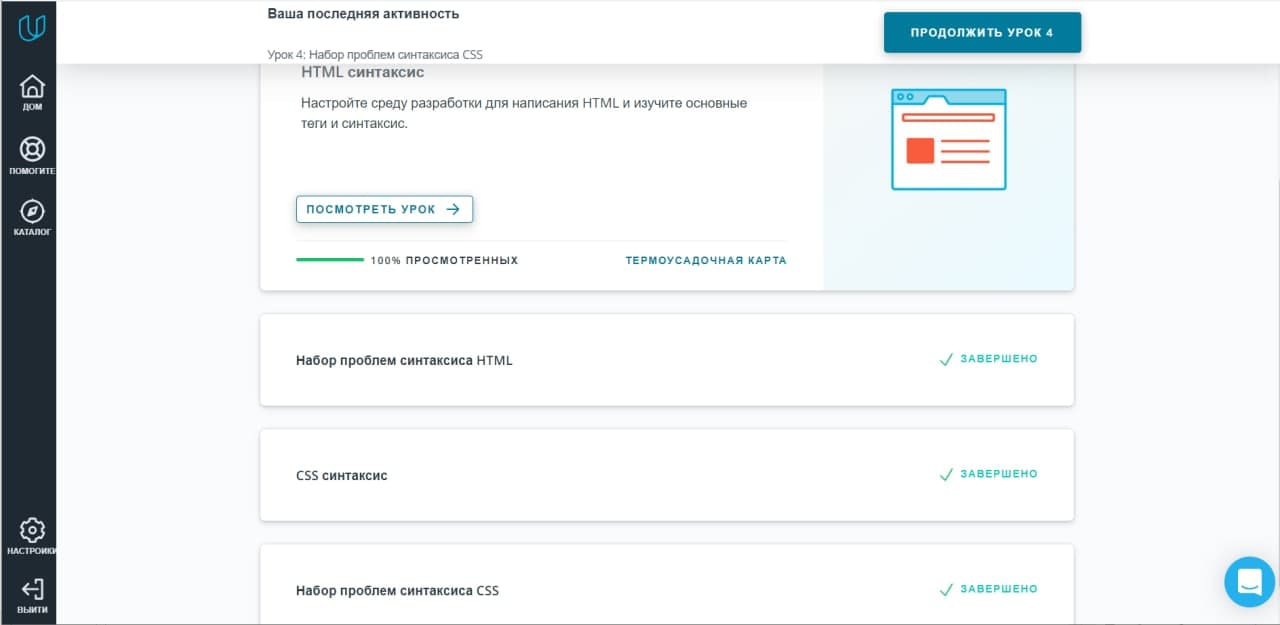 Ваша последняя активность
Урок 4: Набор проблем синтаксиса CSS
ПРОДОЛЖИТЬ УРОК 4
ДОМ
ПОМОГИТЕ
КАТАЛОГ
НАСТРОЙКИ
ВЫЙТИ
HTML синтаксис
Настройте среду разработки для написания HTML и изучите основные
теги и синтаксис.
ПОСМОТРЕТЬ УРОК
100% ПРОСМОТРЕННЫХ
ТЕРМОУСАДОЧНАЯ КАРТА
Набор проблем синтаксиса HTML
ЗАВЕРШЕНО
CSS синтаксис
ЗАВЕРШЕНО
Набор проблем синтаксиса CSS
ЗАВЕРШЕНО